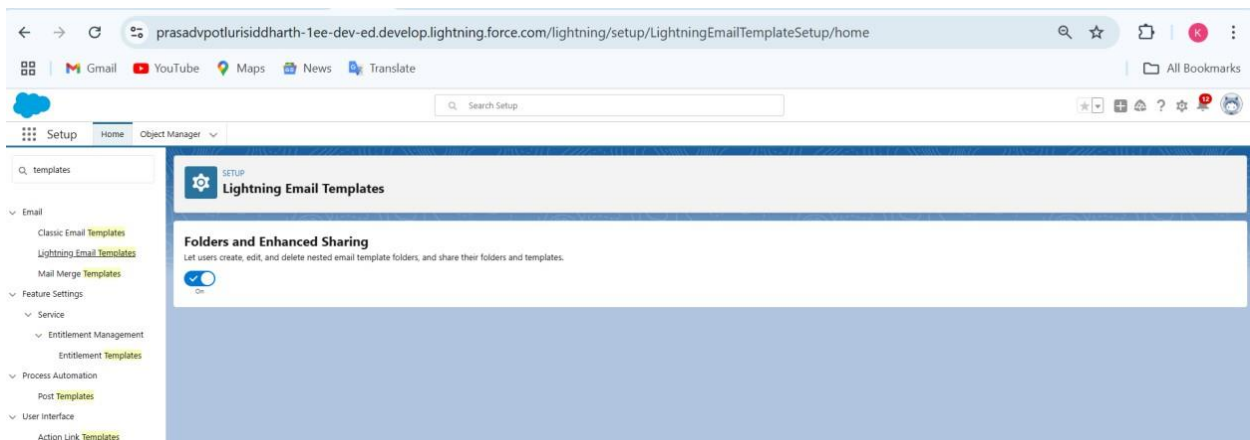 prasadvpotlurisiddharth-1ee-dev-ed.develop.lightning.force.com/lightning/setup/LightningEmailTemplateSetup/home
K
Gmail YouTube Maps News Translate All Bookmarks
Search Setup
12
Setup Home Object Manager
templates
SETUP
Lightning Email Templates
Email
Classic Email Templates
Lightning Email Templates
Mail Merge Templates
Feature Settings
Service
Entitlement Management
Entitlement Templates
Process Automation
Post Templates
User Interface
Action Link Templates
Folders and Enhanced Sharing
Let users create, edit, and delete nested email template folders, and share their folders and templates.
On